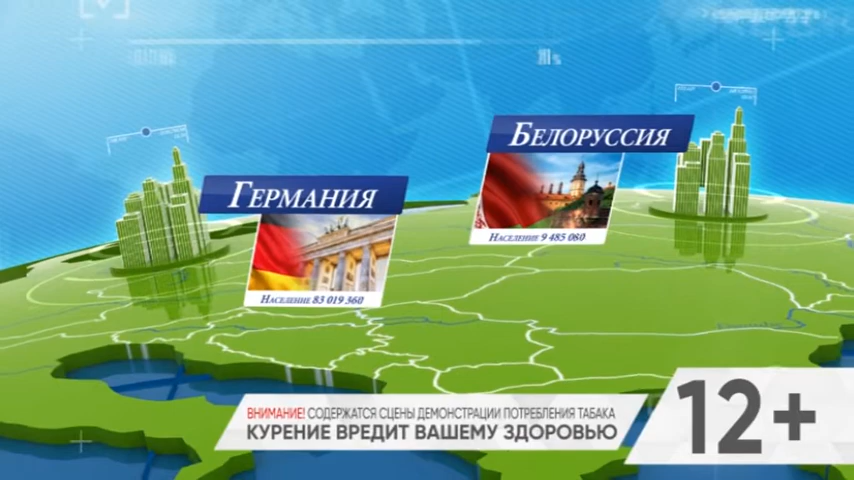 Белоруссия
Население 9 485 080
Германия
Население 83 019 360
ВНИМАНИЕ! СОДЕРЖАТСЯ СЦЕНЫ ДЕМОНСТРАЦИИ ПОТРЕБЛЕНИЯ ТАБАКА
КУРЕНИЕ ВРЕДИТ ВАШЕМУ ЗДОРОВЬЮ
12+